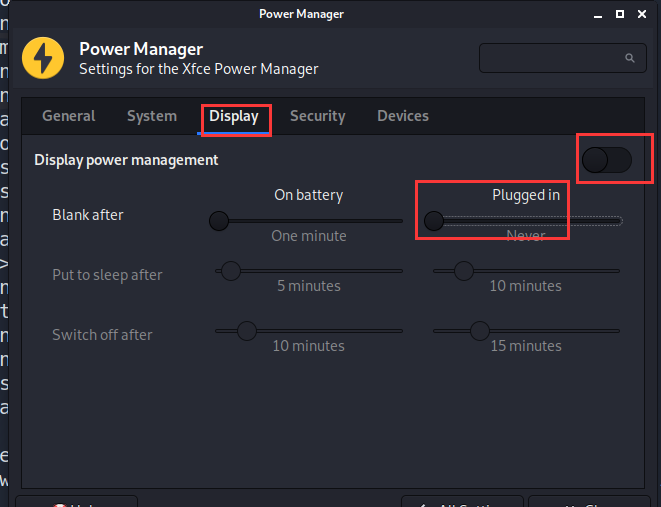 Power Manager
Power Manager
Settings for the Xfce Power Manager
General System Display Security Devices
Display power management
On battery Plugged in
Blank after
One minute Never
Put to sleep after
5 minutes 10 minutes
Switch off after
10 minutes 15 minutes